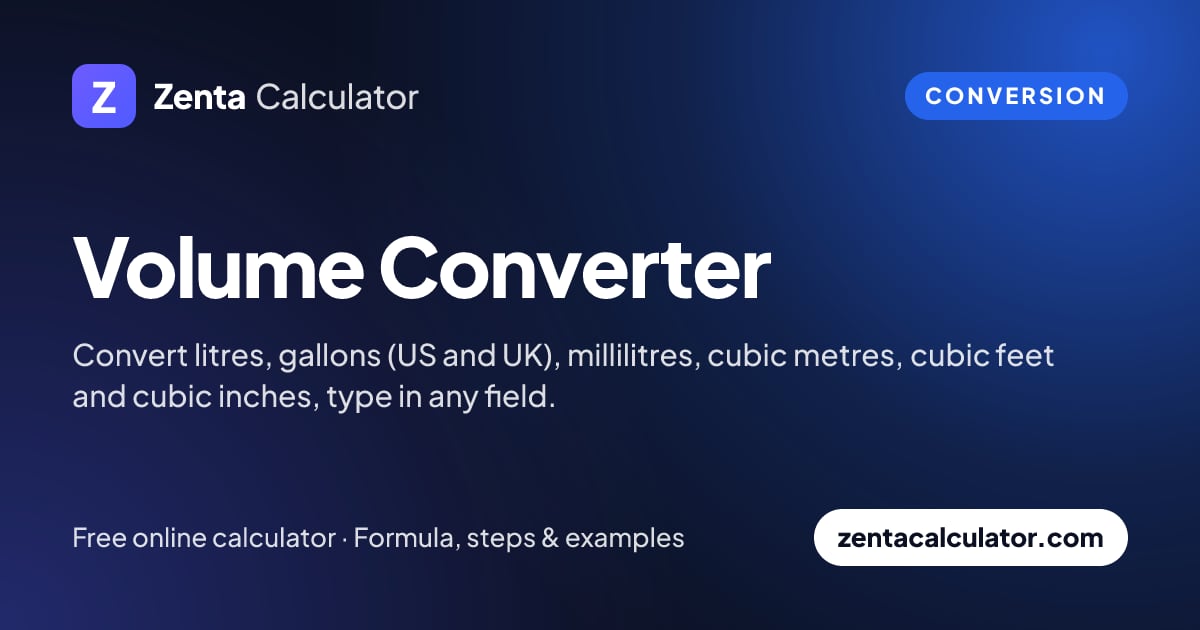 Z
Zenta Calculator
CONVERSION
Volume Converter
Convert litres, gallons (US and UK), millilitres, cubic metres, cubic feet
and cubic inches, type in any field.
Free online calculator · Formula, steps & examples
zentacalculator.com